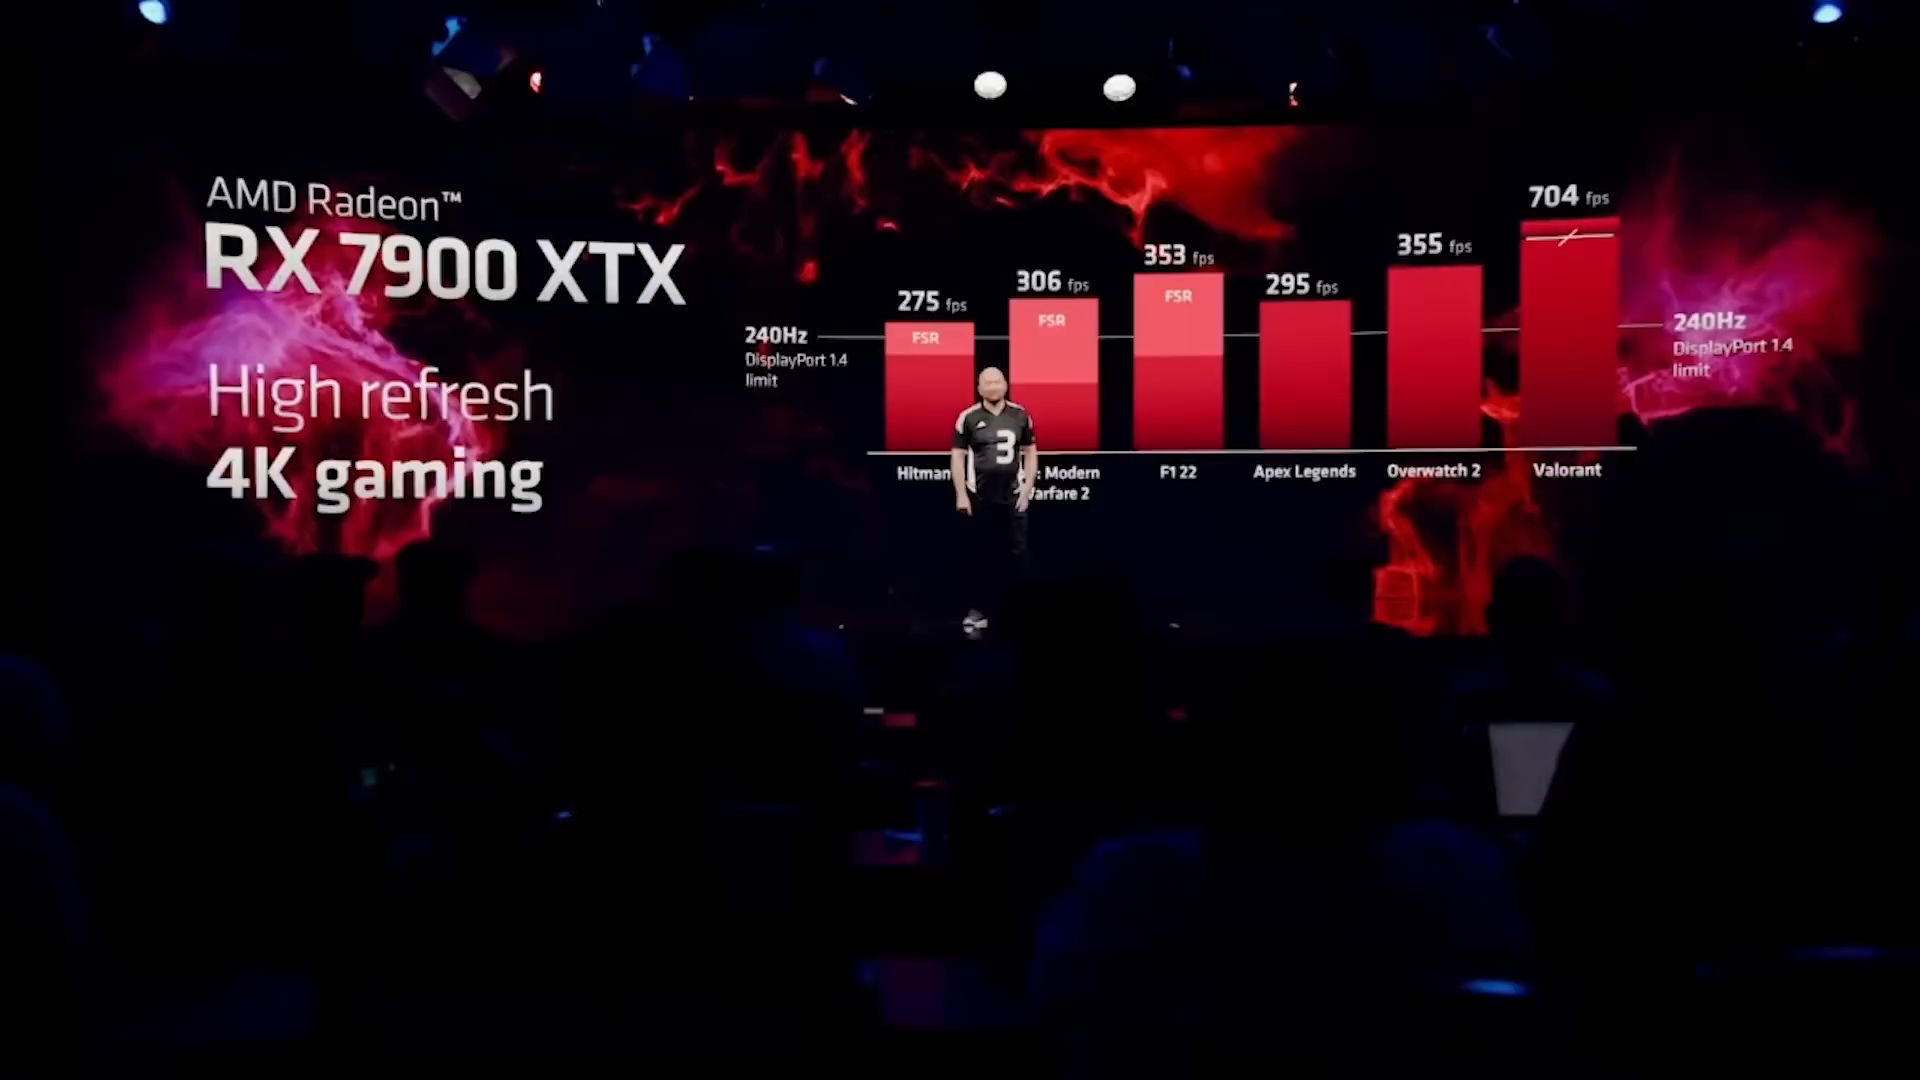 AMD Radeon™
RX 7900 XTX
High refresh
4K gaming
240Hz
DisplayPort 1.4
limit
275 fps
FSR
306 fps
FSR
353 fps
FSR
295 fps
355 fps
704 fps
240Hz
DisplayPort 1.4
limit
Hitman
: Modern
arfare 2
F1 22
Apex Legends
Overwatch 2
Valorant
3